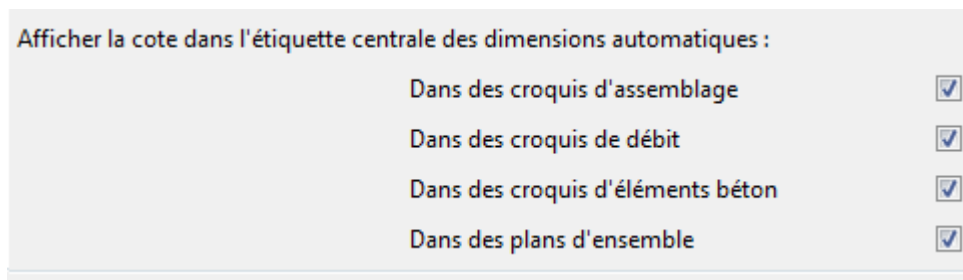 Afficher la cote dans l'étiquette centrale des dimensions automatiques :
Dans des croquis d'assemblage
Dans des croquis de débit
Dans des croquis d'éléments béton
Dans des plans d'ensemble